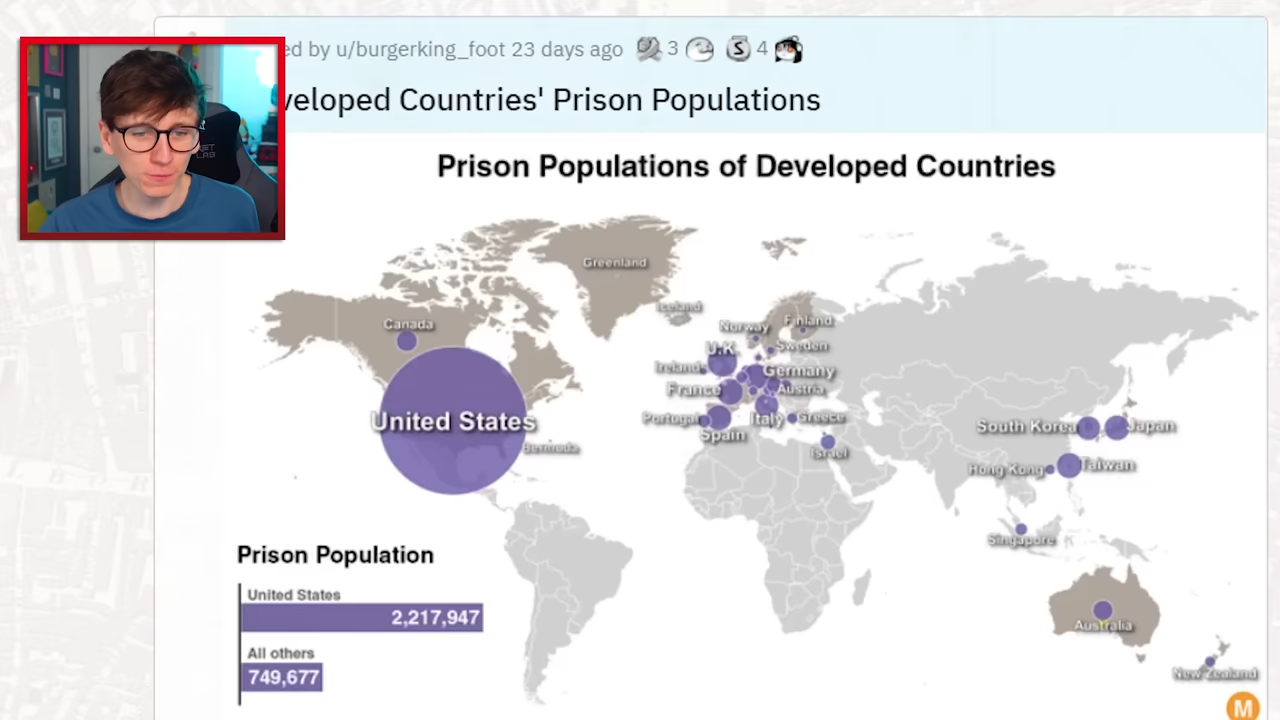 ed by u/burgerking_foot 23 days ago 3 4
veloped Countries' Prison Populations
Prison Populations of Developed Countries
Greenland
Iceland
Canada
Norway
Finland
U.K.
Sweden
Ireland
Germany
France
Austria
United States
Portugal
Italy
Greece
Spain
Bermuda
Israel
South Korea
Japan
Hong Kong
Taiwan
Singapore
Prison Population
United States
2,217,947
All others
749,677
Australia
New Zealand
M